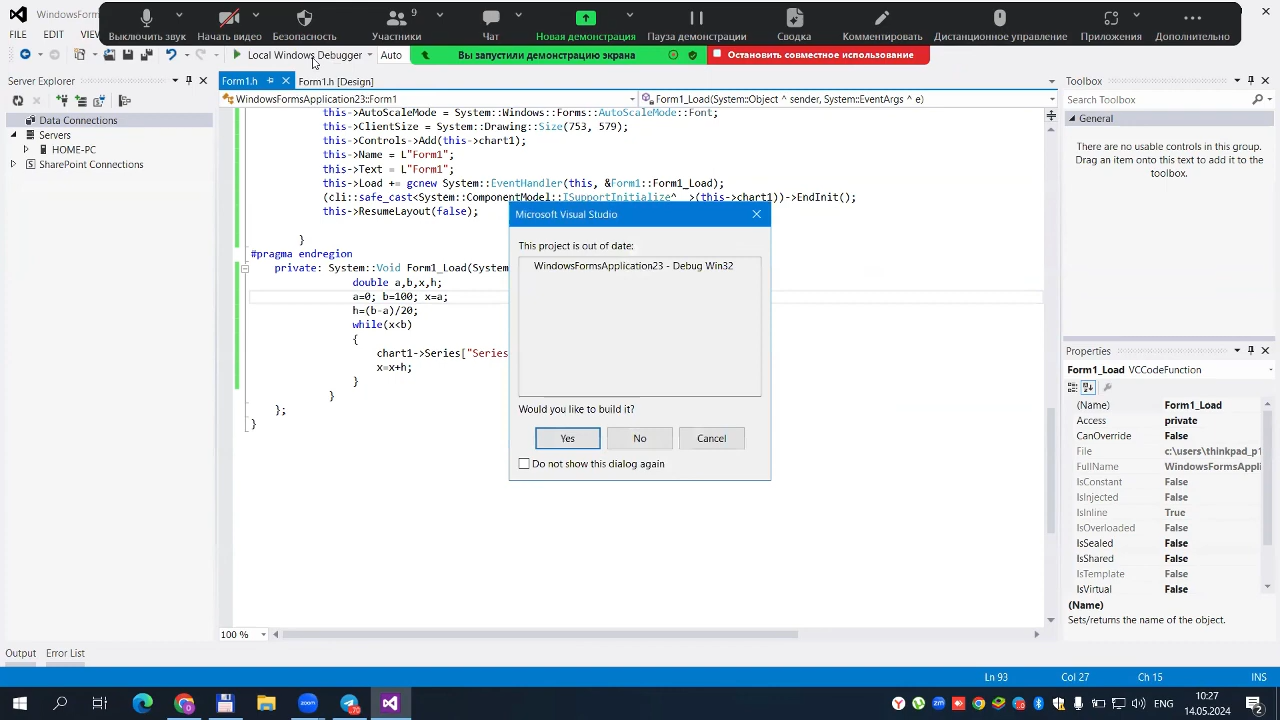 WindowsForms
Выключить звук
Начать видео
Безопасность
9
Участники
Чат
Новая демонстрация
Пауза демонстрации
Сводка
Комментировать
Дистанционное управление
Приложения
Дополнительно
FILE
EDIT
Local Windows Debugger
Auto
Вы запустили демонстрацию экрана
Остановить совместное использование
Server Explorer
Data Connections
Servers
HOME-PC
SharePoint Connections
Form1.h
Form1.h [Design]
WindowsFormsApplication23::Form1
Form1_Load(System::Object ^ sender, System::EventArgs ^ e)
this->AutoScaleMode = System::Windows::Forms::AutoScaleMode::Font;
this->ClientSize = System::Drawing::Size(753, 579);
this->Controls->Add(this->chart1);
this->Name = L"Form1";
this->Text = L"Form1";
this->Load += gcnew System::EventHandler(this, &Form1::Form1_Load);
(cli::safe_cast<System::ComponentModel::ISupportInitialize^ >(this->chart1))->EndInit();
this->ResumeLayout(false);
}
#pragma endregion
private: System::Void Form1_Load(System
double a,b,x,h;
a=0; b=100; x=a;
h=(b-a)/20;
while(x<b)
{
chart1->Series["Series
x=x+h;
}
}
};
}
Microsoft Visual Studio
This project is out of date:
WindowsFormsApplication23 - Debug Win32
Would you like to build it?
Yes
No
Cancel
Do not show this dialog again
100 %
Toolbox
Search Toolbox
General
There are no usable controls in this group.
Drag an item onto this text to add it to the
toolbox.
Properties
Form1_Load VCCodeFunction
(Name) Form1_Load
Access private
CanOverride False
File c:\users\thinkpad_p1
FullName WindowsFormsAppli
IsConstant False
IsInjected False
IsInline True
IsOverloaded False
IsSealed False
IsShared False
IsTemplate False
IsVirtual False
(Name)
Sets/returns the name of the object.
Output
Error List
Ln 93
Col 27
Ch 15
INS
70
ENG
10:27
14.05.2024
2